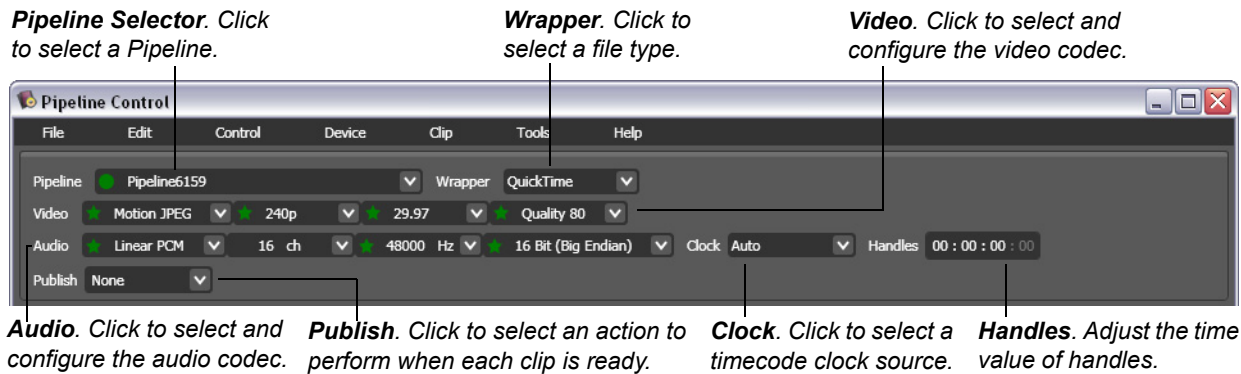 Pipeline Selector. Click
to select a Pipeline.
Wrapper. Click to
select a file type.
Video. Click to select and
configure the video codec.
Pipeline Control
File Edit Control Device Clip Tools Help
Pipeline Pipeline6159 Wrapper QuickTime
Video Motion JPEG 240p 29.97 Quality 80
Audio Linear PCM 16 ch 48000 Hz 16 Bit (Big Endian) Clock Auto Handles 00 : 00 : 00 : 00
Publish None
Audio. Click to select and
configure the audio codec.
Publish. Click to select an action to
perform when each clip is ready.
Clock. Click to select a
timecode clock source.
Handles. Adjust the time
value of handles.